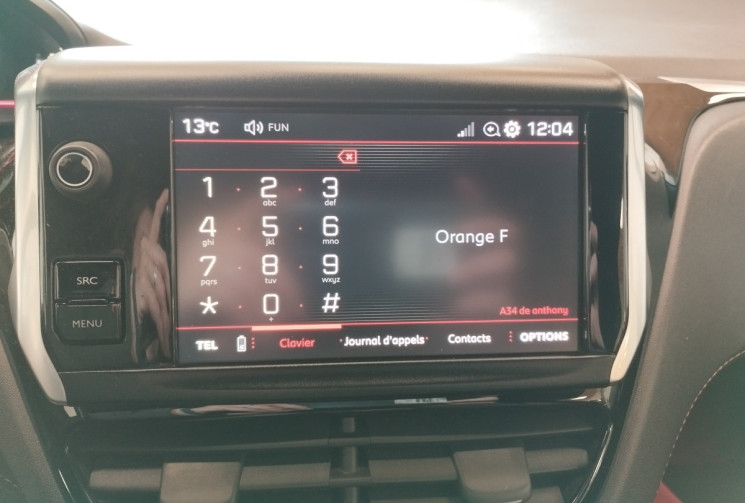 13°C FUN 12:04
1 2 abc 3 def
4 ghi 5 jkl 6 mno
7 pqrs 8 tuv 9 wxyz
* 0 + #
Orange F
A34 de anthony
SRC
MENU
TEL Clavier Journal d'appels Contacts OPTIONS